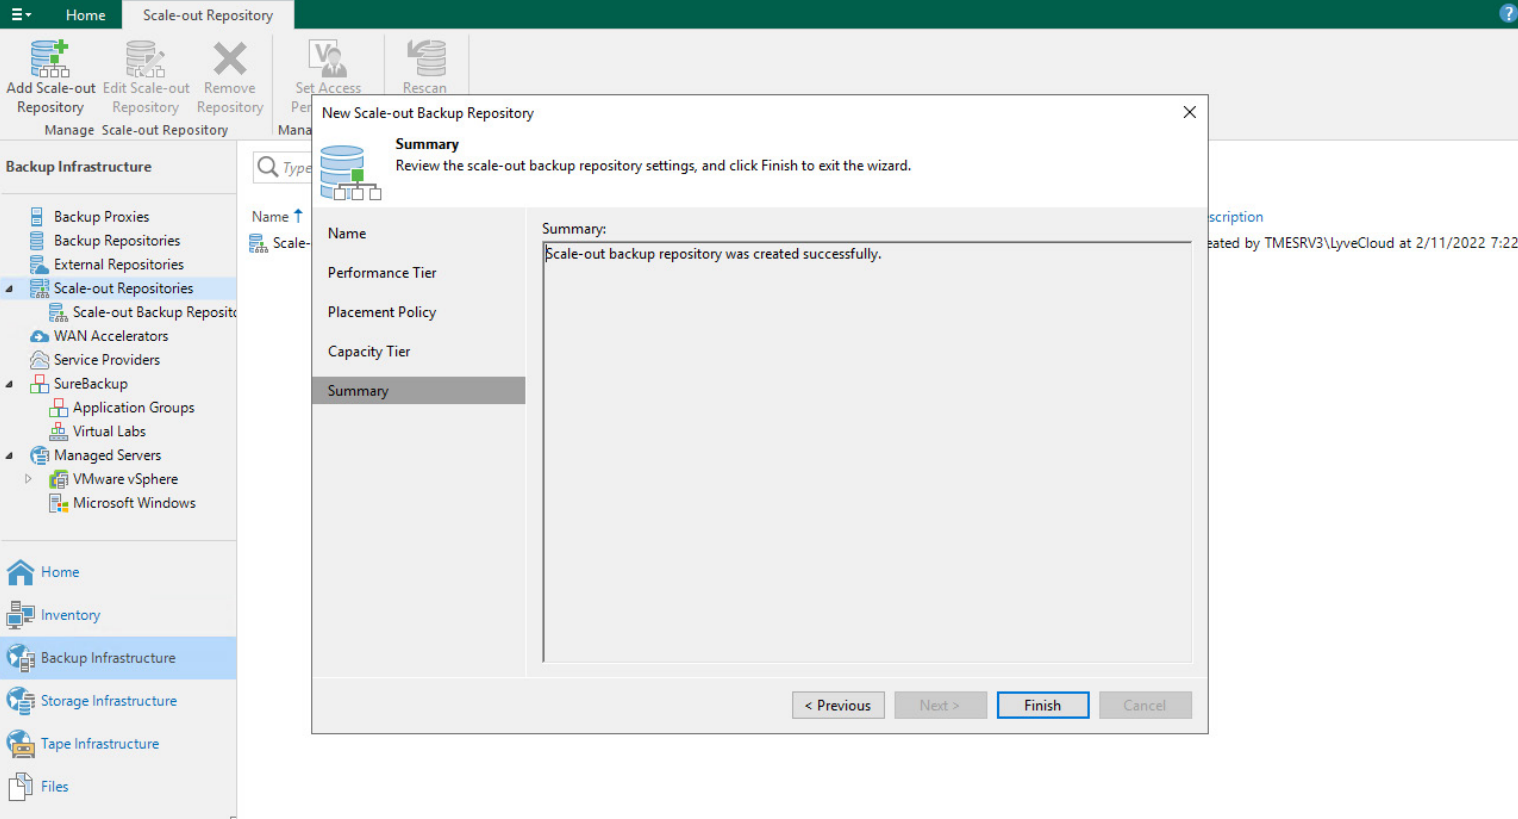 Home
Scale-out Repository
?
Add Scale-out
Repository
Edit Scale-out
Repository
Remove
Repository
Set Access
Per
Rescan
Manage Scale-out Repository
Mana
New Scale-out Backup Repository
Summary
Review the scale-out backup repository settings, and click Finish to exit the wizard.
Backup Infrastructure
Backup Proxies
Backup Repositories
External Repositories
Scale-out Repositories
Scale-out Backup Reposito
WAN Accelerators
Service Providers
SureBackup
Application Groups
Virtual Labs
Managed Servers
VMware vSphere
Microsoft Windows
Home
Inventory
Backup Infrastructure
Storage Infrastructure
Tape Infrastructure
Files
Type
Name
Scale-
scription
eated by TMESRV3\LyveCloud at 2/11/2022 7:22
Name
Performance Tier
Placement Policy
Capacity Tier
Summary
Summary:
Scale-out backup repository was created successfully.
< Previous
Next >
Finish
Cancel